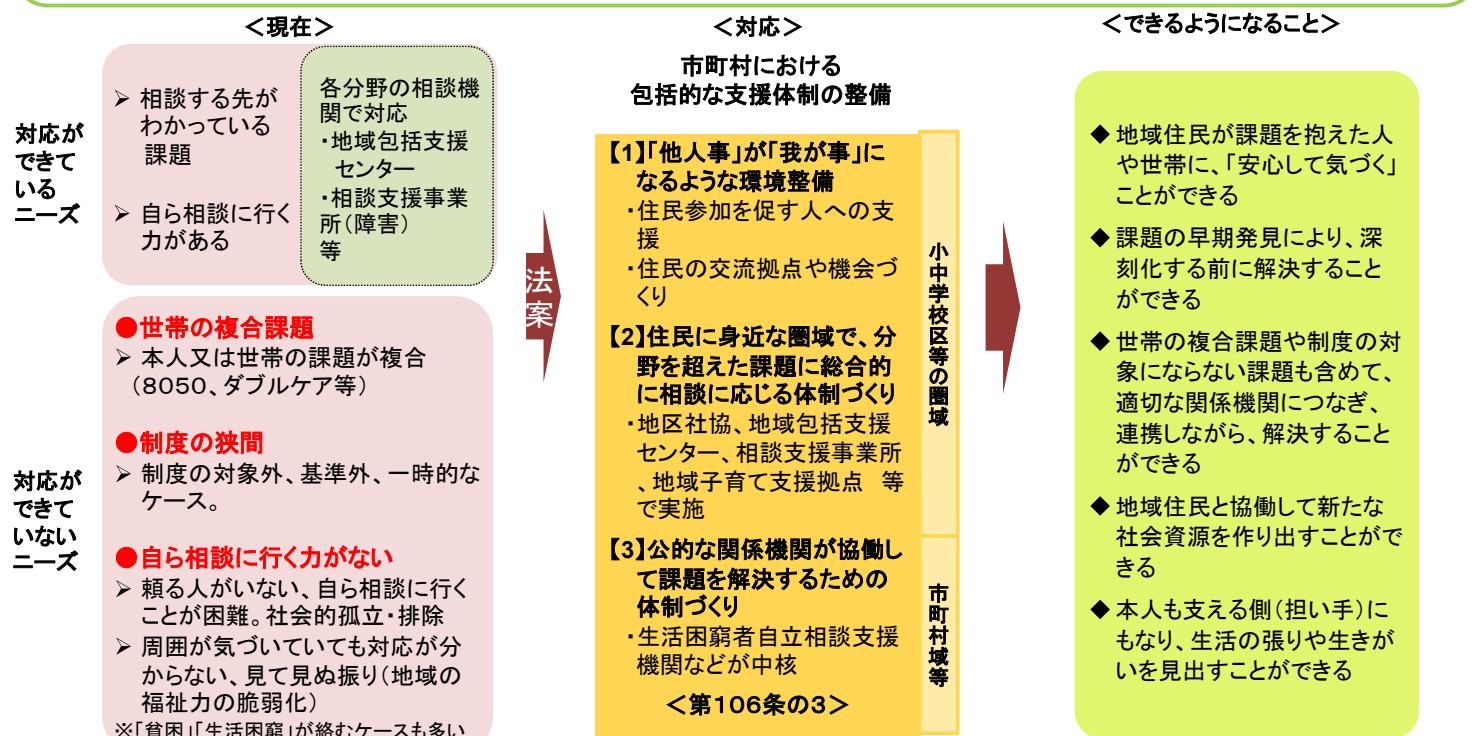 ＜現在＞
対応が
できて
いる
ニーズ
➢ 相談する先が
わかっている
課題
➢ 自ら相談に行く
力がある
各分野の相談機
関で対応
・地域包括支援
センター
・相談支援事業
所（障害）
等
対応が
できて
いない
ニーズ
●世帯の複合課題
➢ 本人又は世帯の課題が複合
（８０５０、ダブルケア等）
●制度の狭間
➢ 制度の対象外、基準外、一時的な
ケース。
●自ら相談に行く力がない
➢ 頼る人がいない、自ら相談に行く
ことが困難。社会的孤立・排除
➢ 周囲が気づいていても対応が分
からない、見て見ぬ振り（地域の
福祉力の脆弱化）
※「貧困」「生活困窮」が絡むケースも多い
法案
＜対応＞
市町村における
包括的な支援体制の整備
【１】「他人事」が「我が事」に
なるような環境整備
・住民参加を促す人への支
援
・住民の交流拠点や機会づ
くり
【２】住民に身近な圏域で、分
野を超えた課題に総合的
に相談に応じる体制づくり
・地区社協、地域包括支援
センター、相談支援事業所
、地域子育て支援拠点　等
で実施
【３】公的な関係機関が協働し
て課題を解決するための
体制づくり
・生活困窮者自立相談支援
機関などが中核
＜第１０６条の３＞
小中学校区等の圏域
市町村域等
＜できるようになること＞
◆ 地域住民が課題を抱えた人
や世帯に、「安心して気づく」
ことができる
◆ 課題の早期発見により、深
刻化する前に解決すること
ができる
◆ 世帯の複合課題や制度の対
象にならない課題も含めて、
適切な関係機関につなぎ、
連携しながら、解決すること
ができる
◆ 地域住民と協働して新たな
社会資源を作り出すことがで
きる
◆ 本人も支える側（担い手）に
もなり、生活の張りや生きが
いを見出すことができる